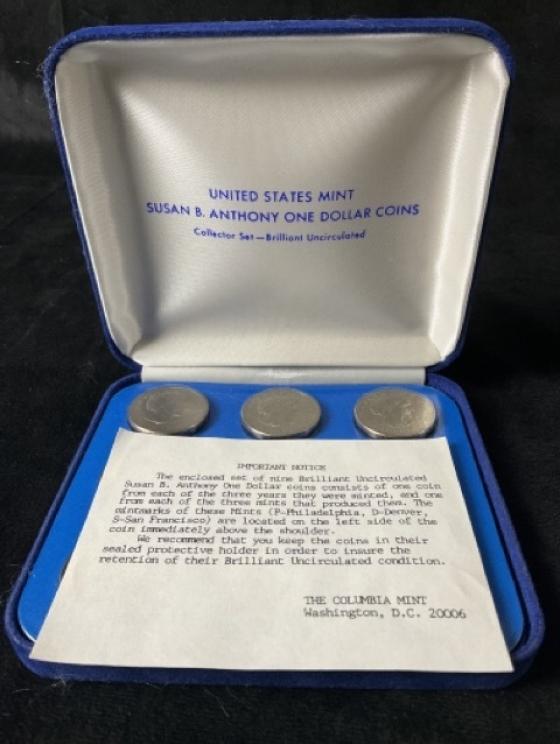 UNITED STATES MINT
SUSAN B. ANTHONY ONE DOLLAR COINS
Collector Set—Brilliant Uncirculated
IMPORTANT NOTICE
The enclosed set of nine Brilliant Uncirculated
Susan B. Anthony One Dollar coins consists of one coin
from each of the three years they were minted, and one
from each of the three mints that produced them. The
mintmarks of these Mints (P-Philadelphia, D-Denver,
S-San Francisco) are located on the left side of the
coin immediately above the shoulder.
We recommend that you keep the coins in their
sealed protective holder in order to insure the
retention of their Brilliant Uncirculated condition.
THE COLUMBIA MINT
Washington, D.C. 20006